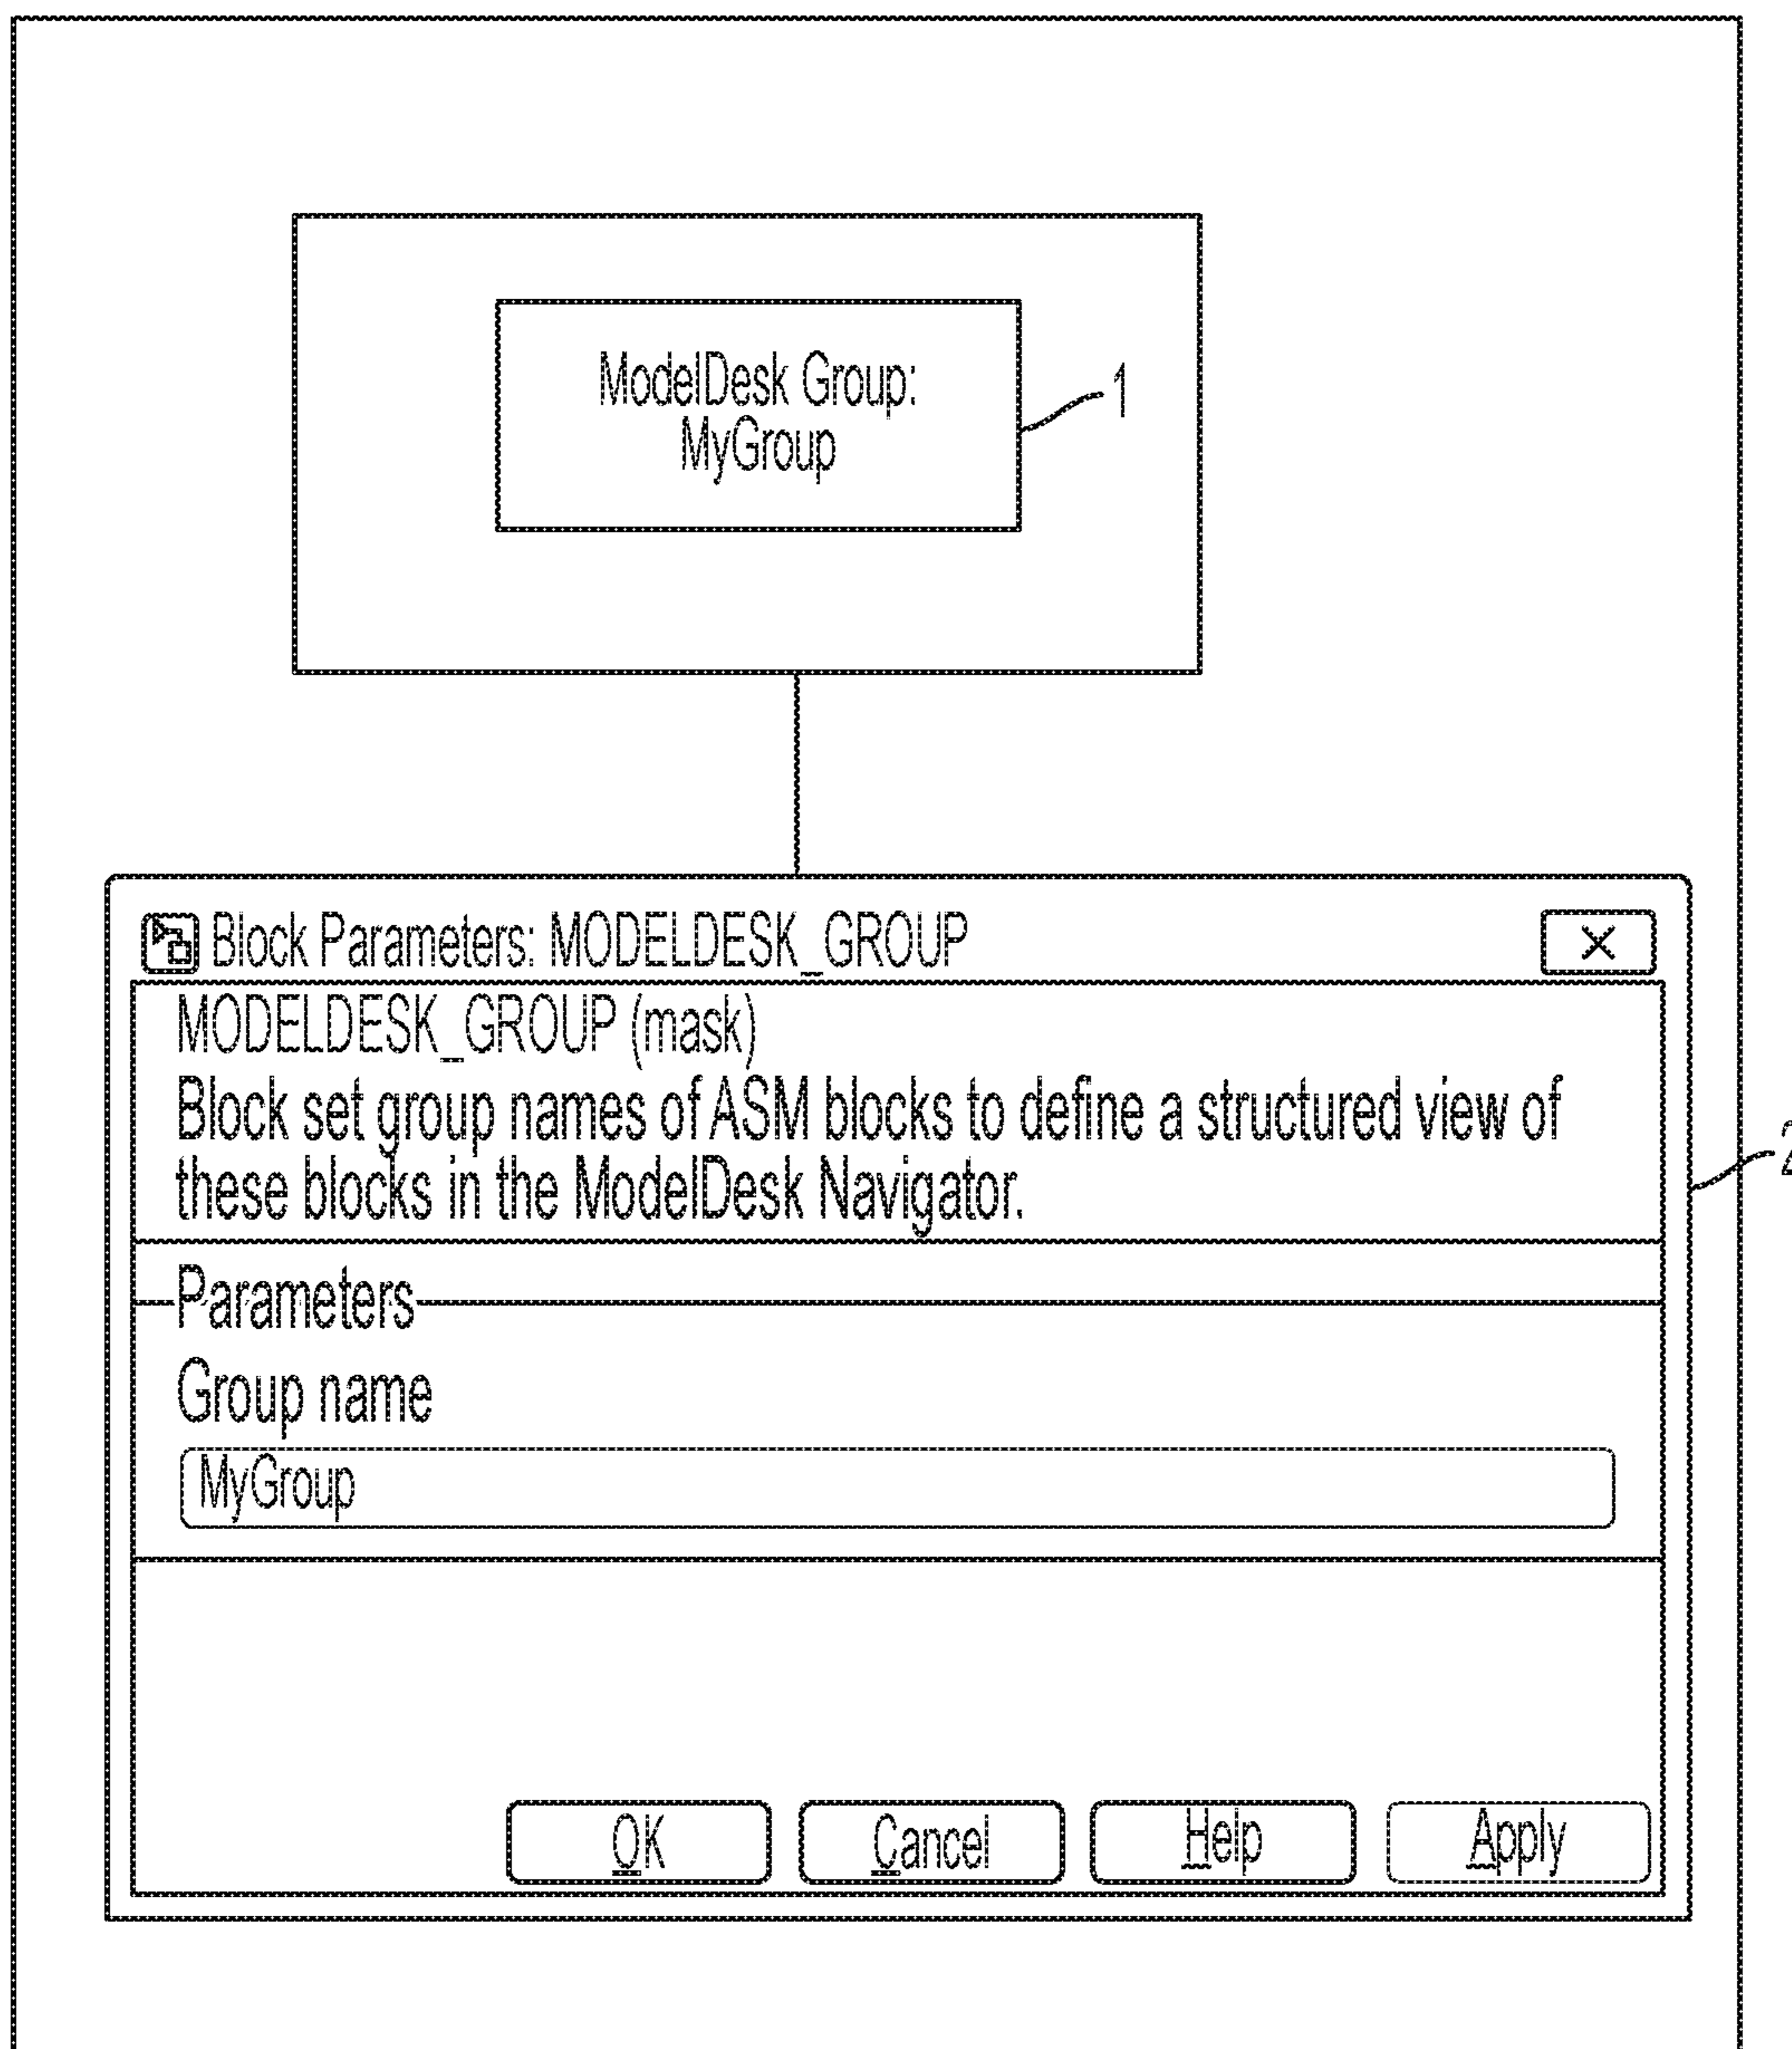 ModelDesk Group:
MyGroup
1
Block Parameters: MODELDESK_GROUP
MODELDESK_GROUP (mask)
Block set group names of ASM blocks to define a structured view of
these blocks in the ModelDesk Navigator.
2
Parameters
Group name
MyGroup
OK Cancel Help Apply